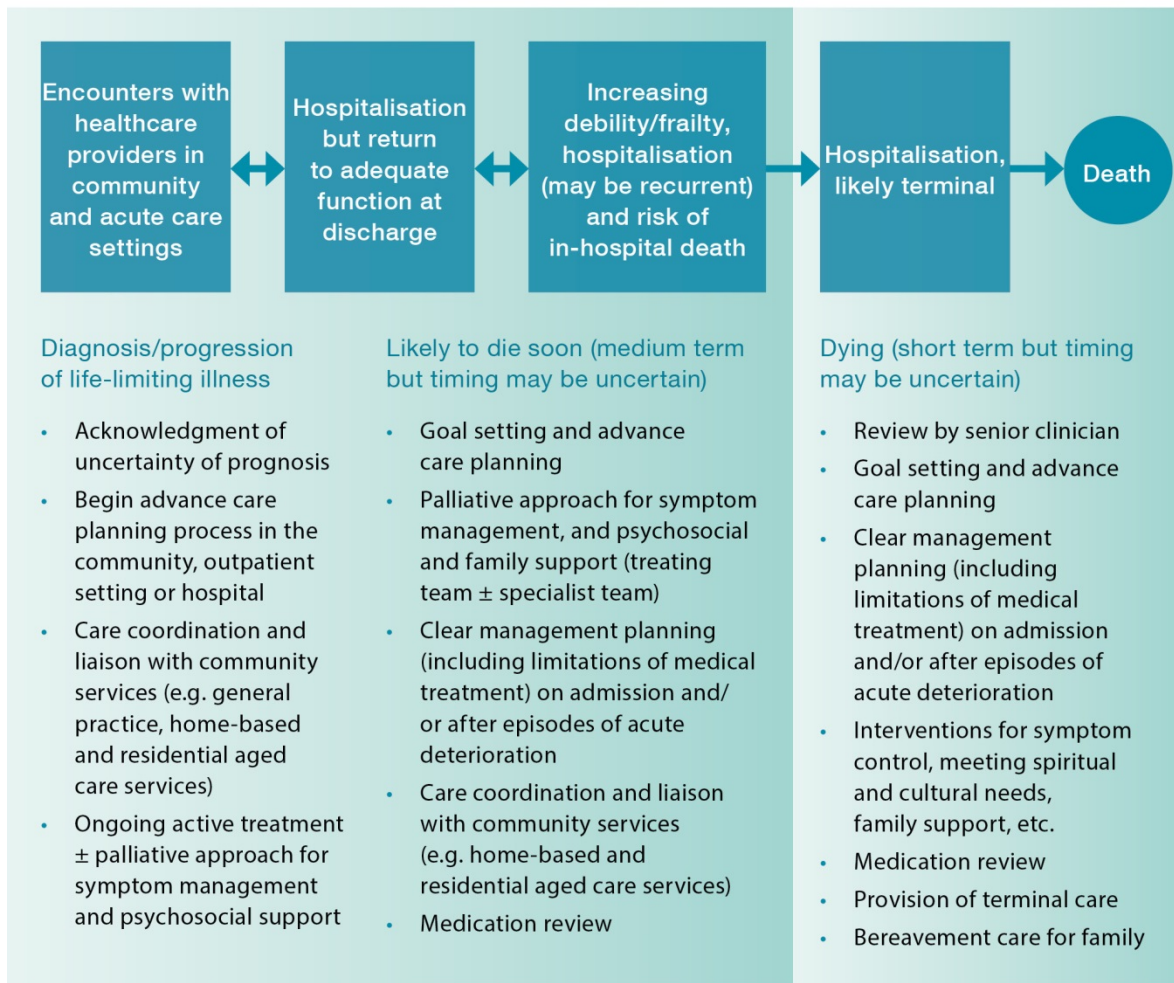 Encounters with
healthcare
providers in
community
and acute care
settings
Hospitalisation
but return
to adequate
function at
discharge
Increasing
debility/frailty,
hospitalisation
(may be recurrent)
and risk of
in-hospital death
Hospitalisation,
likely terminal
Death
Diagnosis/progression
of life-limiting illness
• Acknowledgment of
uncertainty of prognosis
• Begin advance care
planning process in the
community, outpatient
setting or hospital
• Care coordination and
liaison with community
services (e.g. general
practice, home-based
and residential aged
care services)
• Ongoing active treatment
± palliative approach for
symptom management
and psychosocial support
Likely to die soon (medium term
but timing may be uncertain)
• Goal setting and advance
care planning
• Palliative approach for symptom
management, and psychosocial
and family support (treating
team ± specialist team)
• Clear management planning
(including limitations of medical
treatment) on admission and/
or after episodes of acute
deterioration
• Care coordination and liaison
with community services
(e.g. home-based and
residential aged care services)
• Medication review
Dying (short term but timing
may be uncertain)
• Review by senior clinician
• Goal setting and advance
care planning
• Clear management
planning (including
limitations of medical
treatment) on admission
and/or after episodes of
acute deterioration
• Interventions for symptom
control, meeting spiritual
and cultural needs,
family support, etc.
• Medication review
• Provision of terminal care
• Bereavement care for family